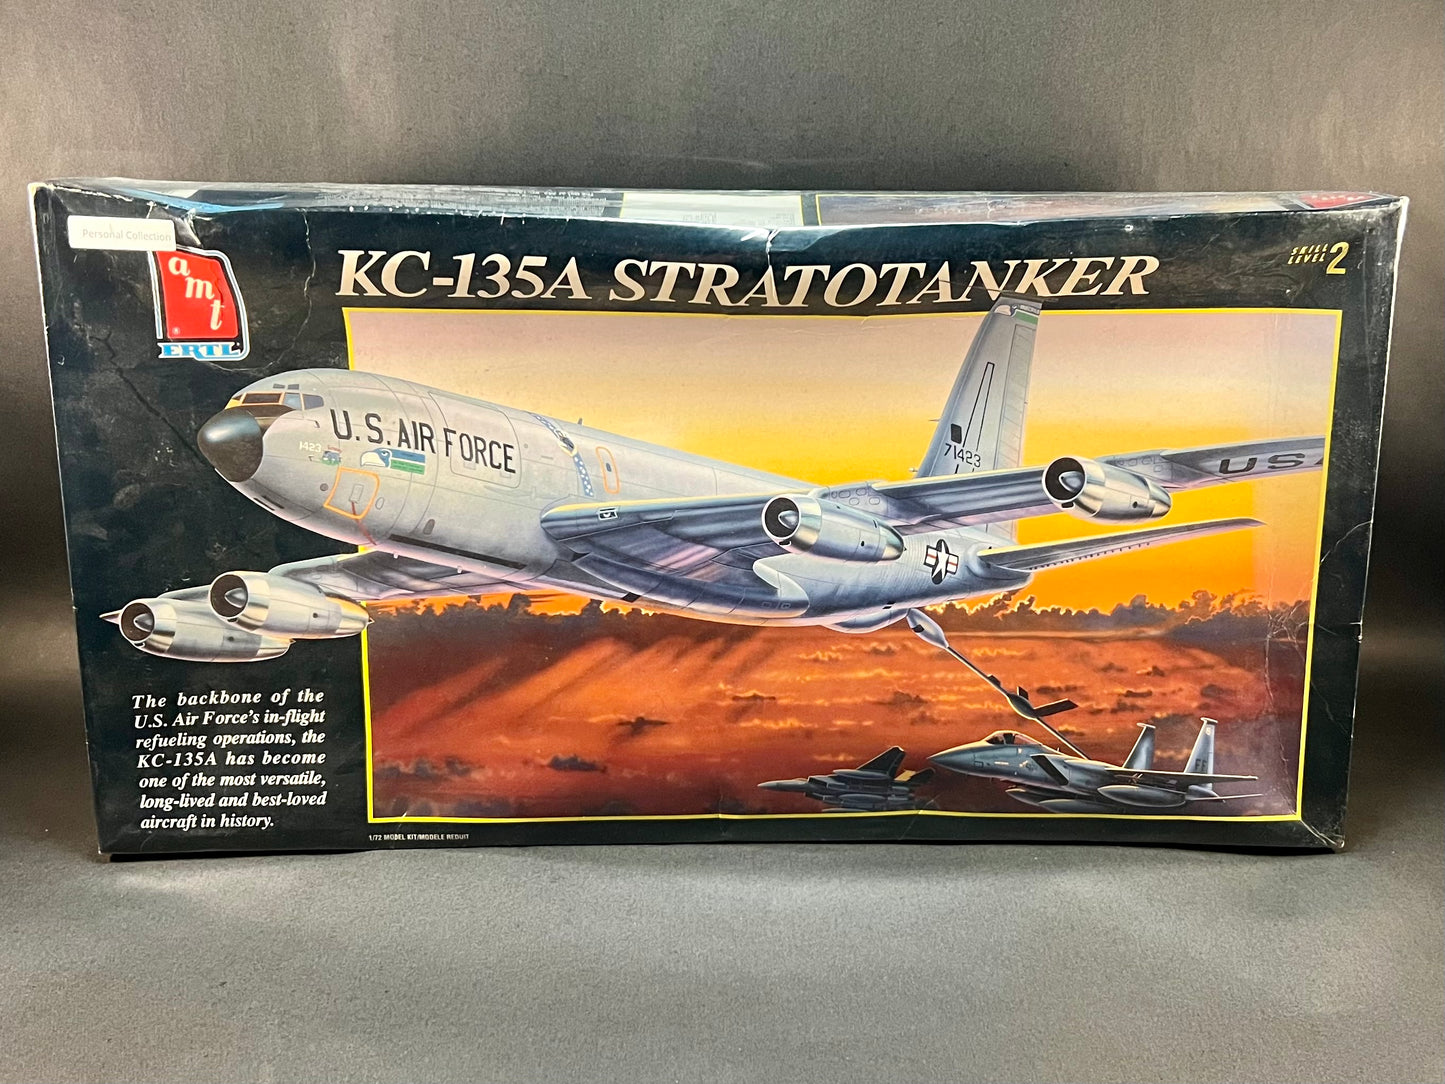 Personal Collection
amt
®
ERTL
KC-135A STRATOTANKER
SKILL
LEVEL 2
U.S. AIR FORCE
1423
71423
US
FF
The backbone of the
U.S. Air Force's in-flight
refueling operations, the
KC-135A has become
one of the most versatile,
long-lived and best-loved
aircraft in history.
1/72 MODEL KIT/MODELE REDUIT